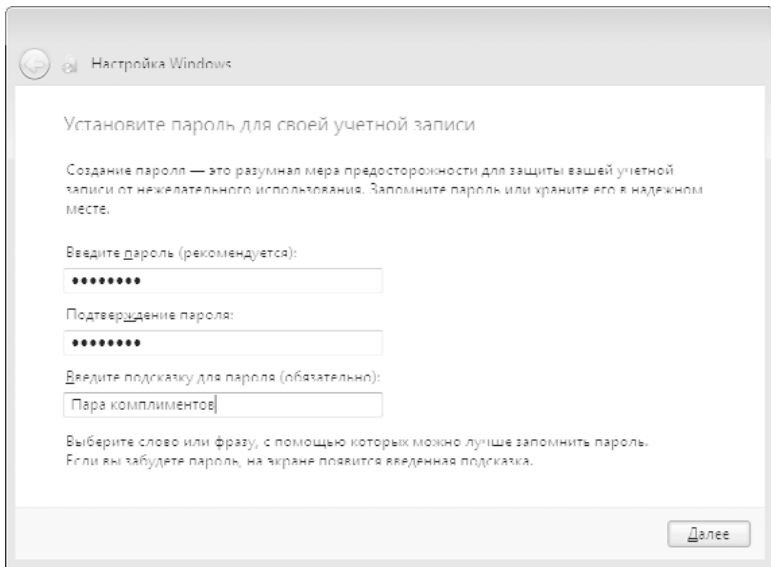 Настройка Windows
Установите пароль для своей учетной записи
Создание пароля — это разумная мера предосторожности для защиты вашей учетной
записи от нежелательного использования. Запомните пароль или храните его в надежном
месте.
Введите пароль (рекомендуется):
••••••••
Подтверждение пароля:
••••••••
Введите подсказку для пароля (обязательно):
Пара комплиментов
Выберите слово или фразу, с помощью которых можно лучше запомнить пароль.
Если вы забудете пароль, на экране появится введенная подсказка.
Далее